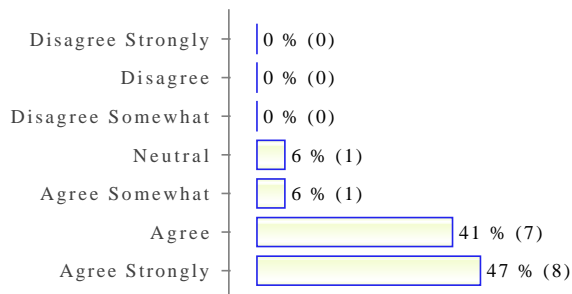 Disagree Strongly 0 % (0)
Disagree 0 % (0)
Disagree Somewhat 0 % (0)
Neutral 6 % (1)
Agree Somewhat 6 % (1)
Agree 41 % (7)
Agree Strongly 47 % (8)